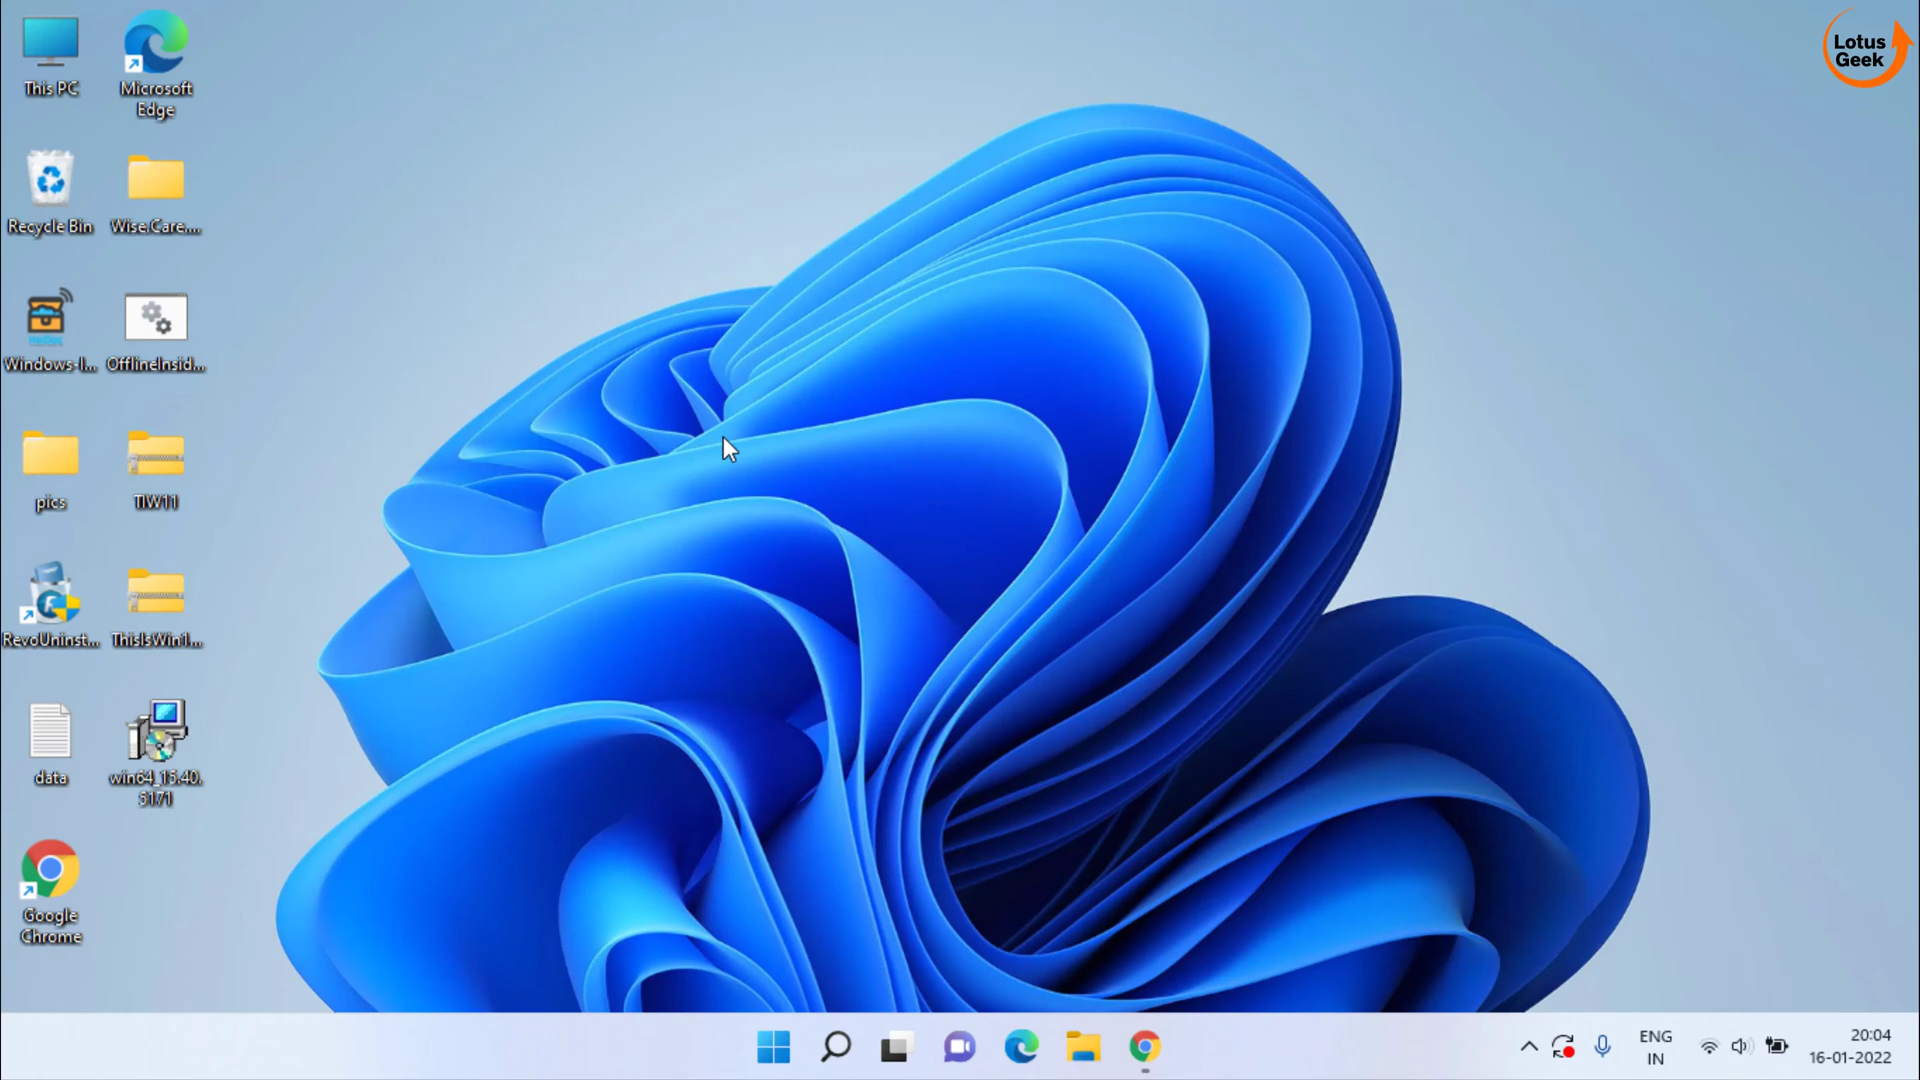 Lotus
Geek
This PC
Microsoft
Edge
Recycle Bin
Wise.Care....
Windows-I...
OfflineInsid...
pics
TIW11
RevoUninst...
ThisIsWin1...
data
win64_15.40.
5171
Google
Chrome
ENG
IN
20:04
16-01-2022